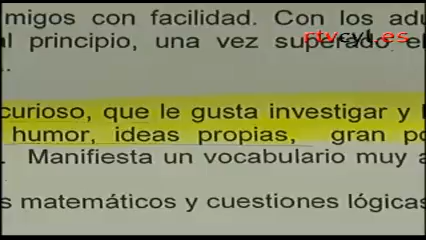 migos con facilidad. Con los adu
al principio, una vez superado el
rtvcyl.es
curioso, que le gusta investigar y
humor, ideas propias, gran po
. Manifiesta un vocabulario muy a
s matemáticos y cuestiones lógicas